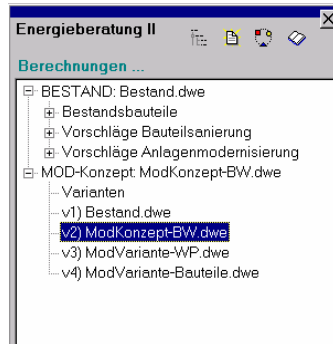 Energieberatung II
Berechnungen ...
BESTAND: Bestand.dwe
Bestandsbauteile
Vorschläge Bauteilsanierung
Vorschläge Anlagenmodernisierung
MOD-Konzept: ModKonzept-BW.dwe
Varianten
v1) Bestand.dwe
v2) ModKonzept-BW.dwe
v3) ModVariante-WP.dwe
v4) ModVariante-Bauteile.dwe